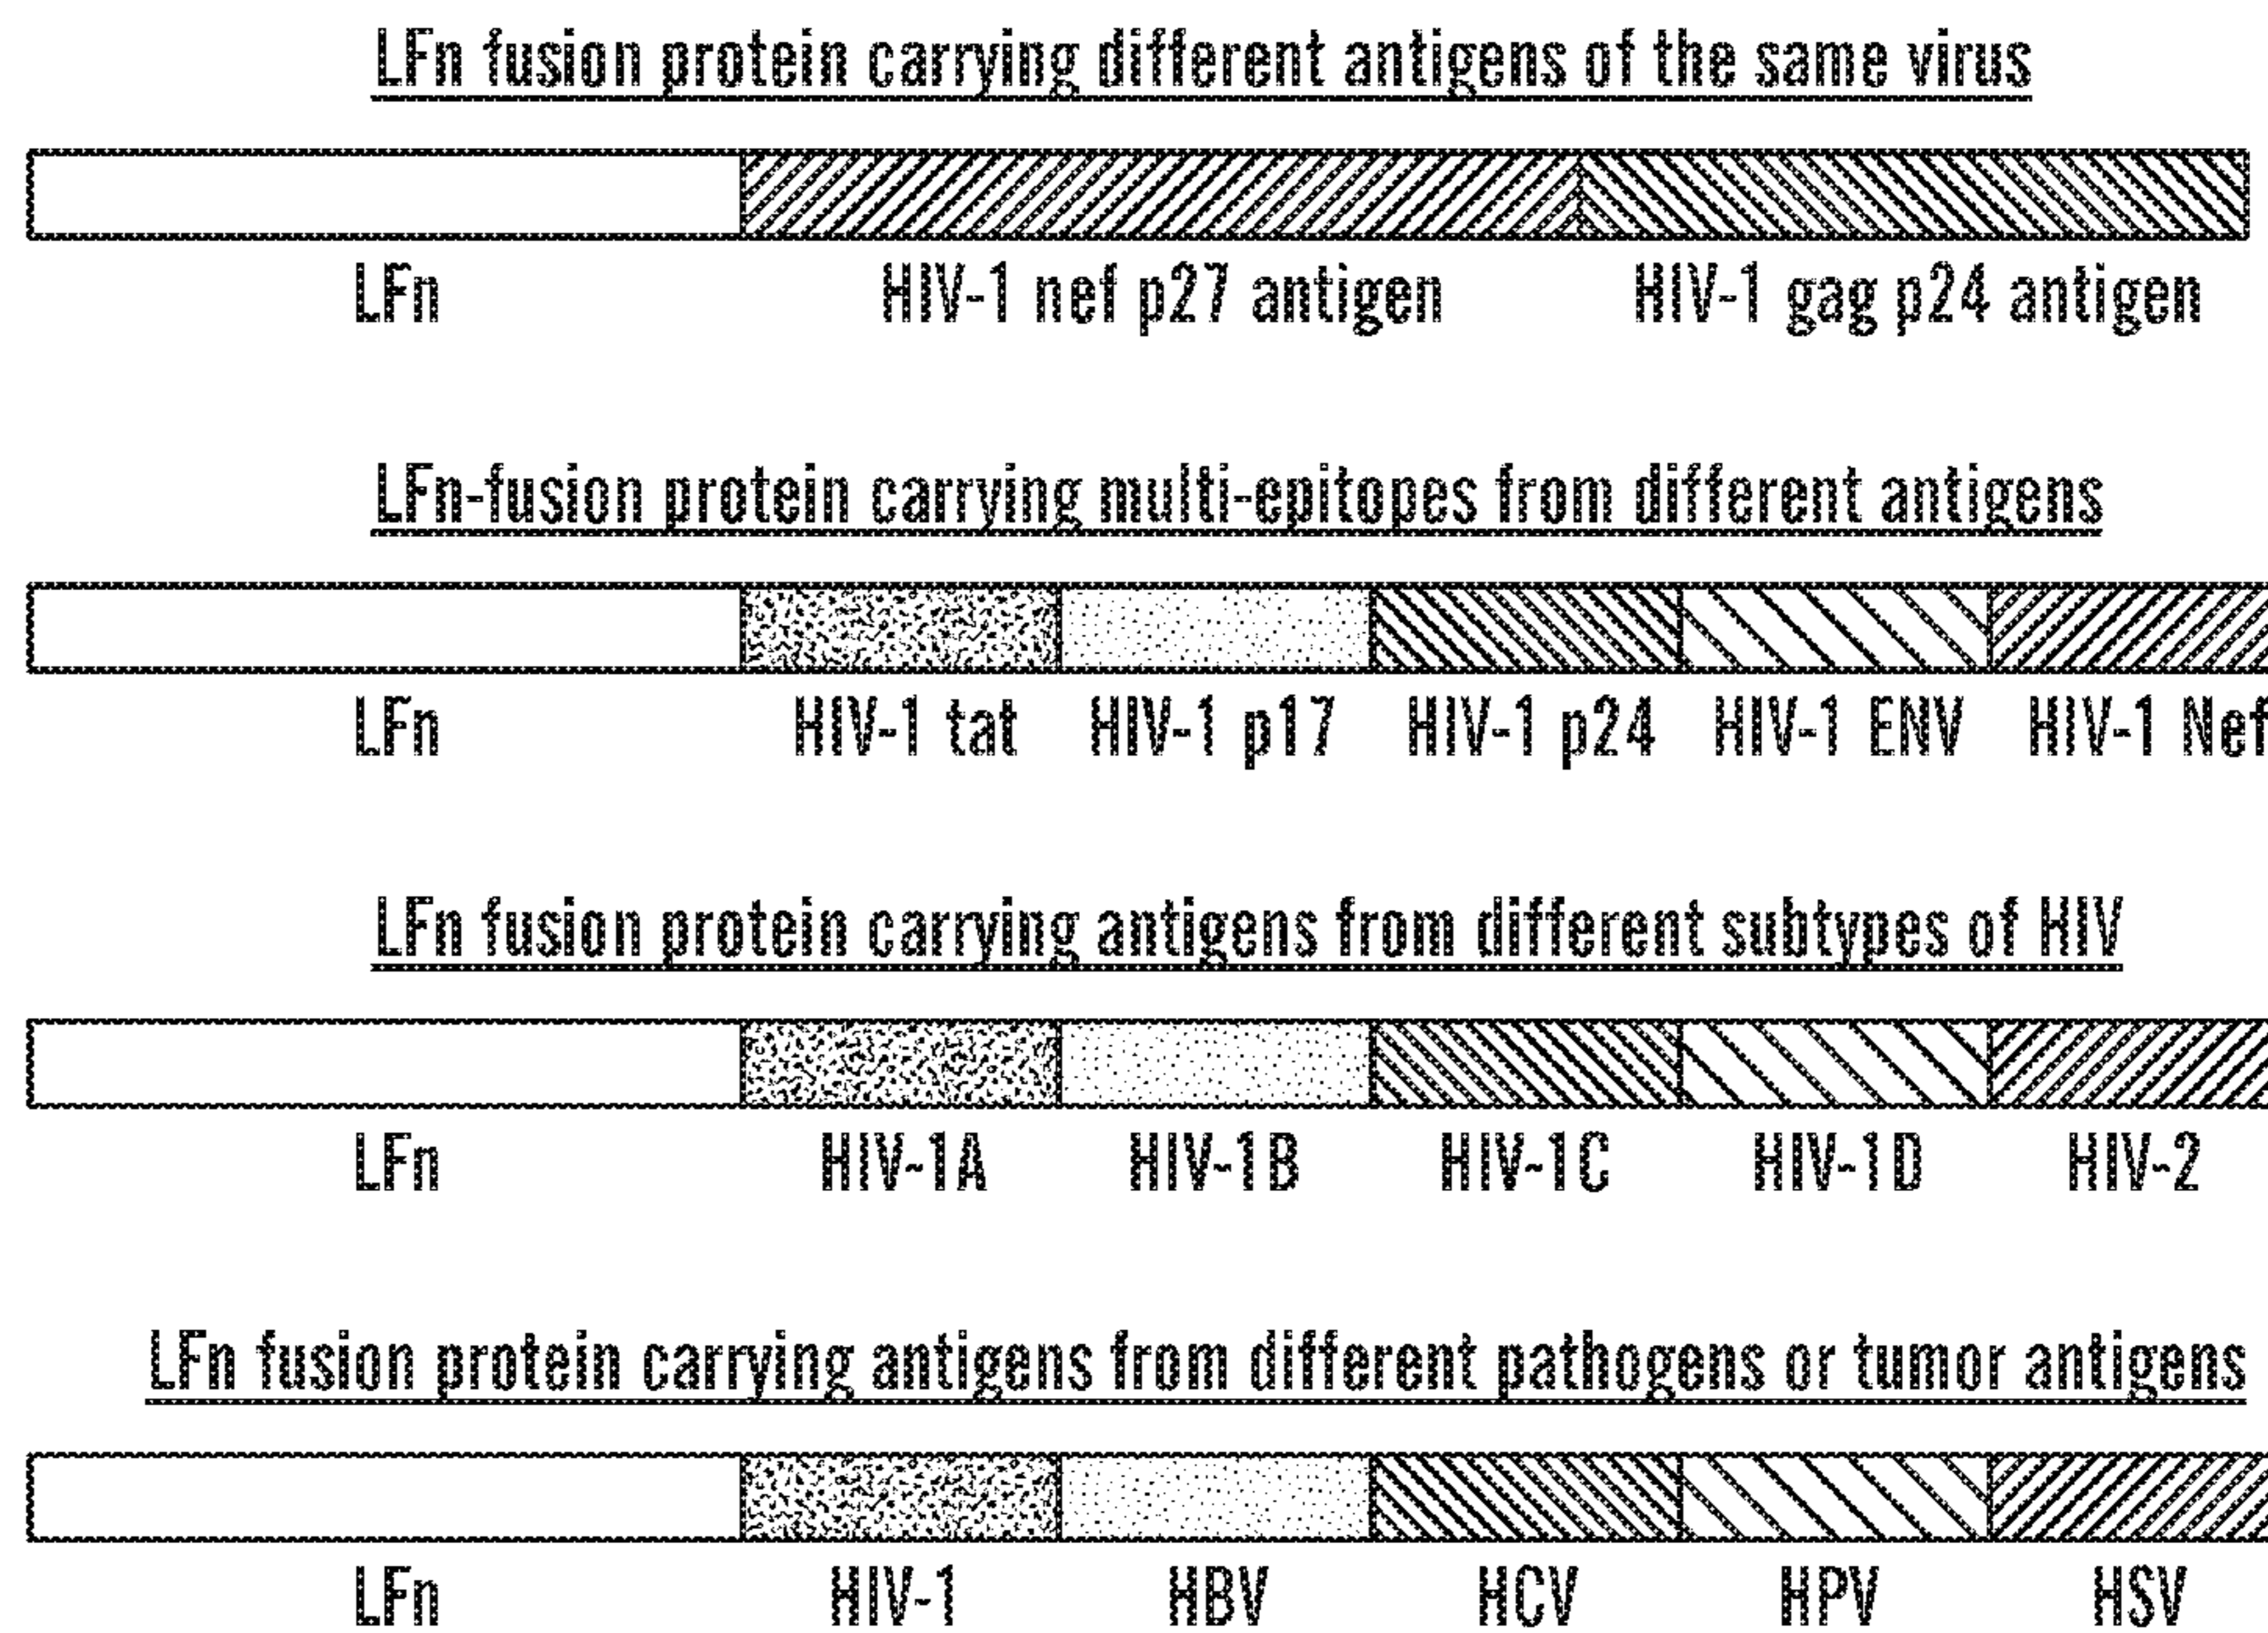 LFn fusion protein carrying different antigens of the same virus
LFn HIV-1 nef p27 antigen HIV-1 gag p24 antigen
LFn-fusion protein carrying multi-epitopes from different antigens
LFn HIV-1 tat HIV-1 p17 HIV-1 p24 HIV-1 ENV HIV-1 Nef
LFn fusion protein carrying antigens from different subtypes of HIV
LFn HIV-1A HIV-1B HIV-1C HIV-1D HIV-2
LFn fusion protein carrying antigens from different pathogens or tumor antigens
LFn HIV-1 HBV HCV HPV HSV